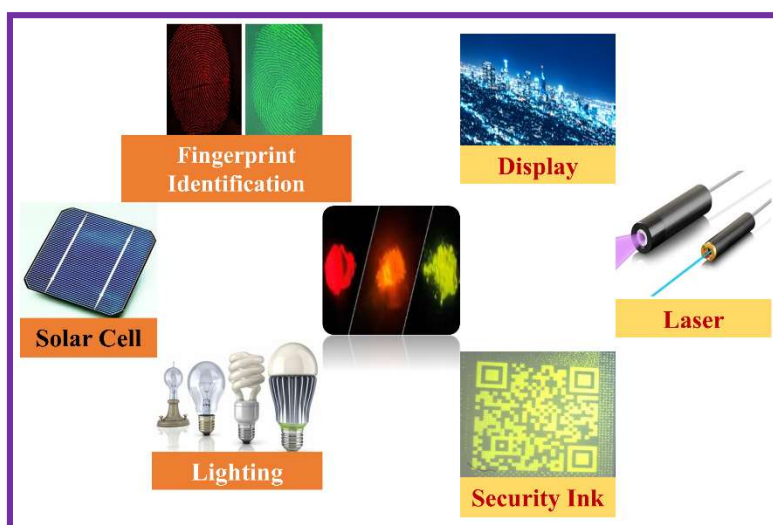 Fingerprint
Identification
Display
Solar Cell
Laser
Lighting
Security Ink